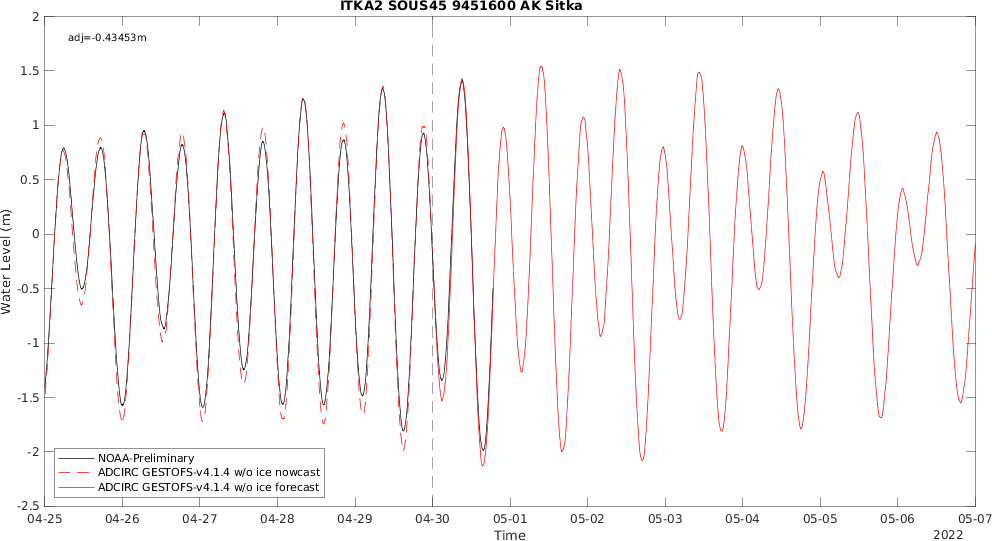 ITKA2 SOUS45 9451600 AK Sitka
adj=-0.43453m
2
1.5
1
0.5
0
-0.5
-1
-1.5
-2
-2.5
Water Level (m)
NOAA-Preliminary
ADCIRC GESTOFS-v4.1.4 w/o ice nowcast
ADCIRC GESTOFS-v4.1.4 w/o ice forecast
04-25 04-26 04-27 04-28 04-29 04-30 05-01 05-02 05-03 05-04 05-05 05-06 05-07
Time
2022